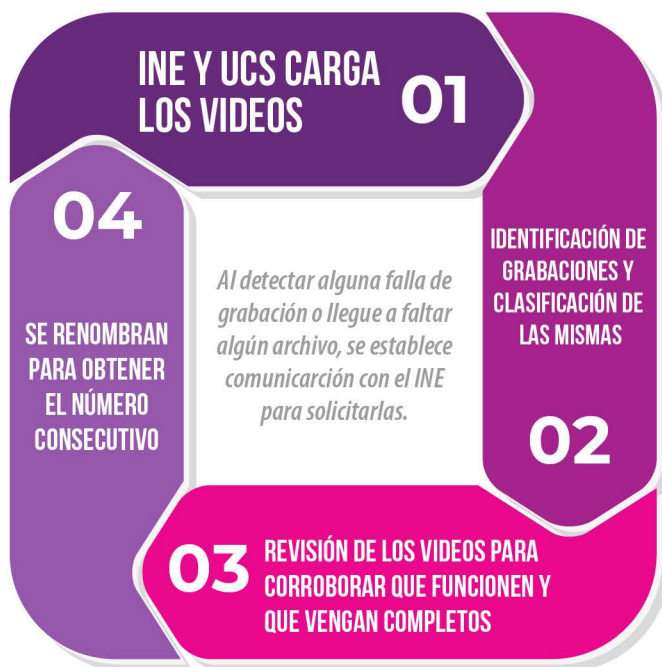 INE Y UCS CARGA
LOS VIDEOS
01
IDENTIFICACIÓN DE
GRABACIONES Y
CLASIFICACIÓN DE
LAS MISMAS
02
03
REVISIÓN DE LOS VIDEOS PARA
CORROBORAR QUE FUNCIONEN Y
QUE VENGAN COMPLETOS
04
SE RENOMBRAN
PARA OBTENER
EL NÚMERO
CONSECUTIVO
Al detectar alguna falla de
grabación o llegue a faltar
algún archivo, se establece
comunicarción con el INE
para solicitarlas.